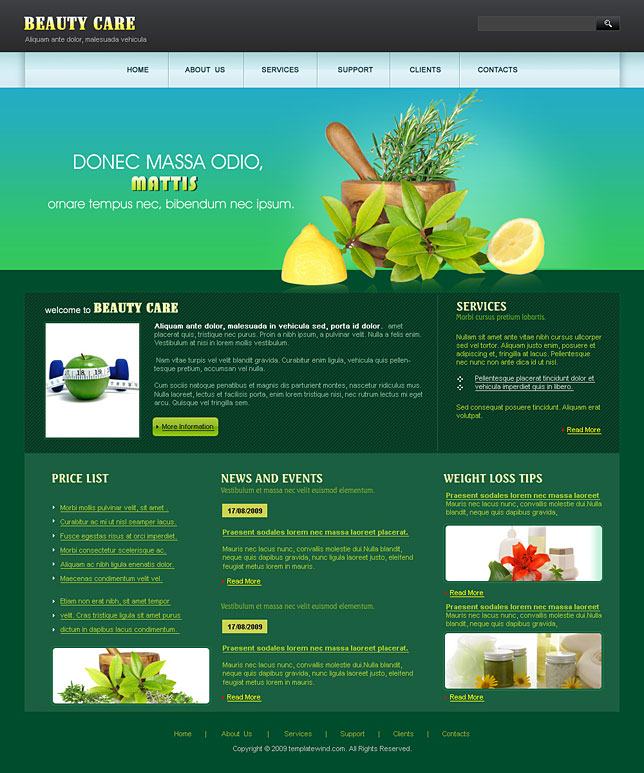 BEAUTY CARE
Aliquam ante dolor, malesuada vehicula
HOME
ABOUT US
SERVICES
SUPPORT
CLIENTS
CONTACTS
DONEC MASSA ODIO,
MATTIS
ornare tempus nec, bibendum nec ipsum.
welcome to BEAUTY CARE
Aliquam ante dolor, malesuada in vehicula sed, porta id dolor. amet
placerat quis, tristique nec purus. Proin a nibh ipsum, a pulvinar velit. Nulla a felis enim.
Vestibulum at nisi in lorem mollis vestibulum.
Nam vitae turpis vel velit blandit gravida. Curabitur enim ligula, vehicula quis pellen-
tesque pretium, accumsan vel nulla.
Cum sociis natoque penatibus et magnis dis parturient montes, nascetur ridiculus mus.
Nulla laoreet, lectus et facilisis porta, enim lorem tristique nisi, nec rutrum lectus mi eget
arcu. Quisque vel fringilla sem.
More Information
SERVICES
Morbi cursus pretium lobortis.
Nullam sit amet ante vitae nibh cursus ullcorper
sed vel tortor. Aliquam justo enim, posuere et
adipiscing et, fringilla at lacus. Pellentesque
nec nunc non ante dica id ut nisl.
Pellentesque placerat tincidunt dolor et
vehicula imperdiet quis in libero.
Sed consequat posuere tincidunt. Aliquam erat
volutpat.
Read More
PRICE LIST
Morbi mollis pulvinar velit, sit amet .
Curabitur ac mi ut nisl seamper lacus.
Fusce egestas risus at orci imperdiet.
Morbi consectetur scelerisque ac.
Aliquam ac nibh ligula enenatis dolor.
Maecenas condimentum velit vel.
Etiam non erat nibh, sit amet tempor
velit. Cras tristique ligula sit amet purus
dictum in dapibus lacus condimentum.
NEWS AND EVENTS
Vestibulum et massa nec velit euismod elementum.
17/08/2009
Praesent sodales lorem nec massa laoreet placerat.
Mauris nec lacus nunc, convallis molestie dui.Nulla
blandit, neque quis dapibus gravida, nunc ligula laoreet justo, eleifend
feugiat metus lorem in mauris.
Read More
Vestibulum et massa nec velit euismod elementum.
17/08/2009
Praesent sodales lorem nec massa laoreet placerat.
Mauris nec lacus nunc, convallis molestie dui.Nulla
blandit, neque quis dapibus gravida, nunc ligula laoreet justo, eleifend
feugiat metus lorem in mauris.
Read More
WEIGHT LOSS TIPS
Praesent sodales lorem nec massa laoreet
Mauris nec lacus nunc, convallis molestie dui.Nulla
blandit, neque quis dapibus gravida,
Read More
Praesent sodales lorem nec massa laoreet
Mauris nec lacus nunc, convallis molestie dui.Nulla
blandit, neque quis dapibus gravida,
Read More
Home | About Us | Services | Support | Clients | Contacts
Copyright © 2009 templatewind.com. All Rights Reserved.